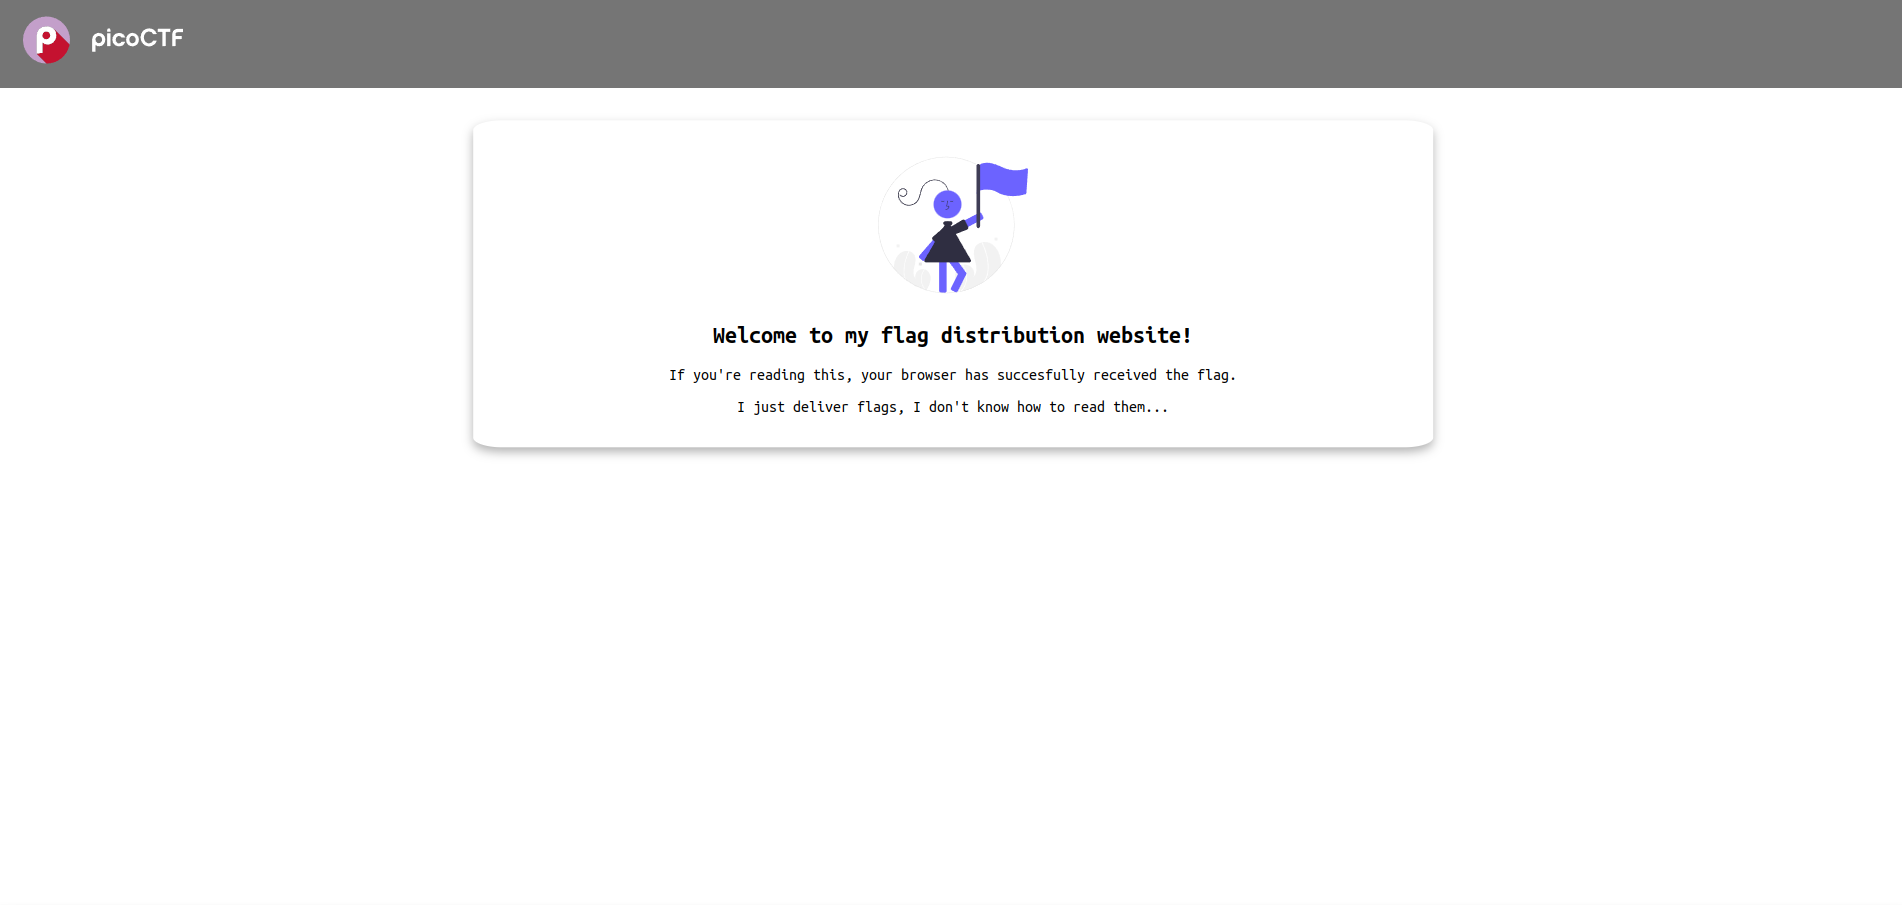 picoCTF
Welcome to my flag distribution website!
If you're reading this, your browser has succesfully received the flag.
I just deliver flags, I don't know how to read them...